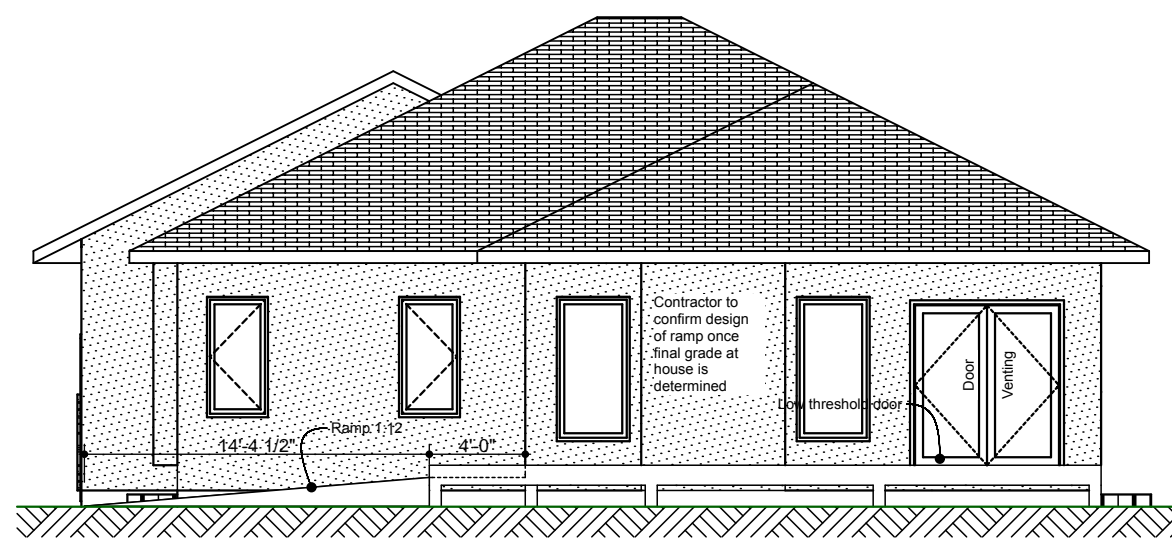 Contractor to
confirm design
of ramp once
final grade at
house is
determined
Door
Venting
Low threshold door
Ramp 1:12
14'-4 1/2"
4'-0"